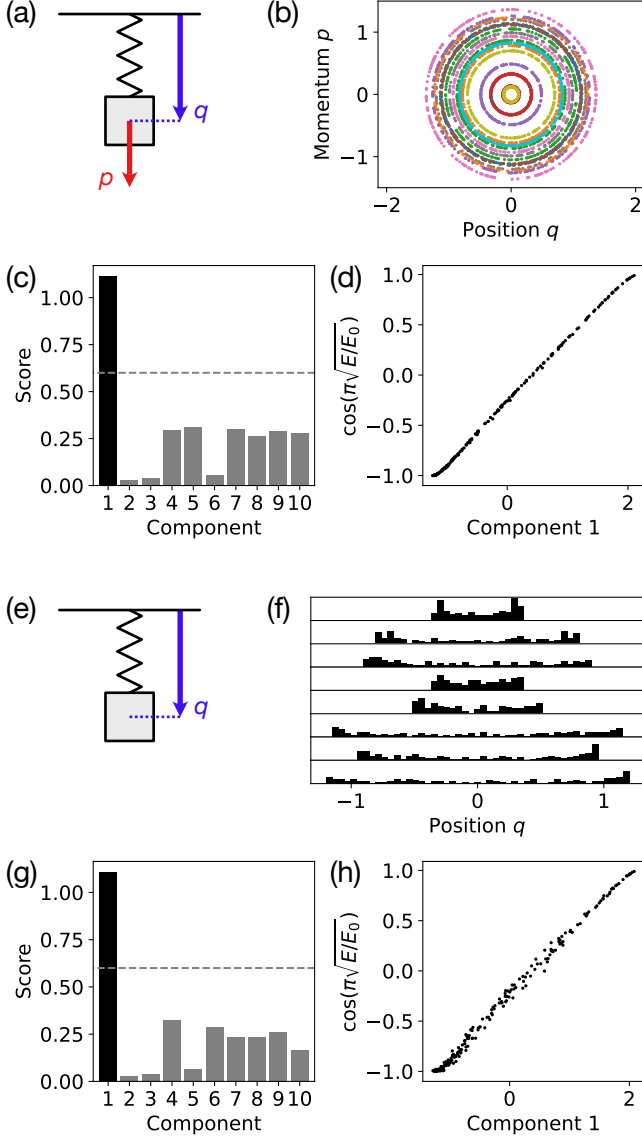 (a)
q
p
(b)
Momentum p
1
0
−1
−2
0
2
Position q
(c)
Score
1.00
0.75
0.50
0.25
0.00
1 2 3 4 5 6 7 8 9 10
Component
(d)
cos(π√E/E₀)
1.0
0.5
0.0
−0.5
−1.0
0
2
Component 1
(e)
q
(f)
−1
0
1
Position q
(g)
Score
1.00
0.75
0.50
0.25
0.00
1 2 3 4 5 6 7 8 9 10
Component
(h)
cos(π√E/E₀)
1.0
0.5
0.0
−0.5
−1.0
0
2
Component 1